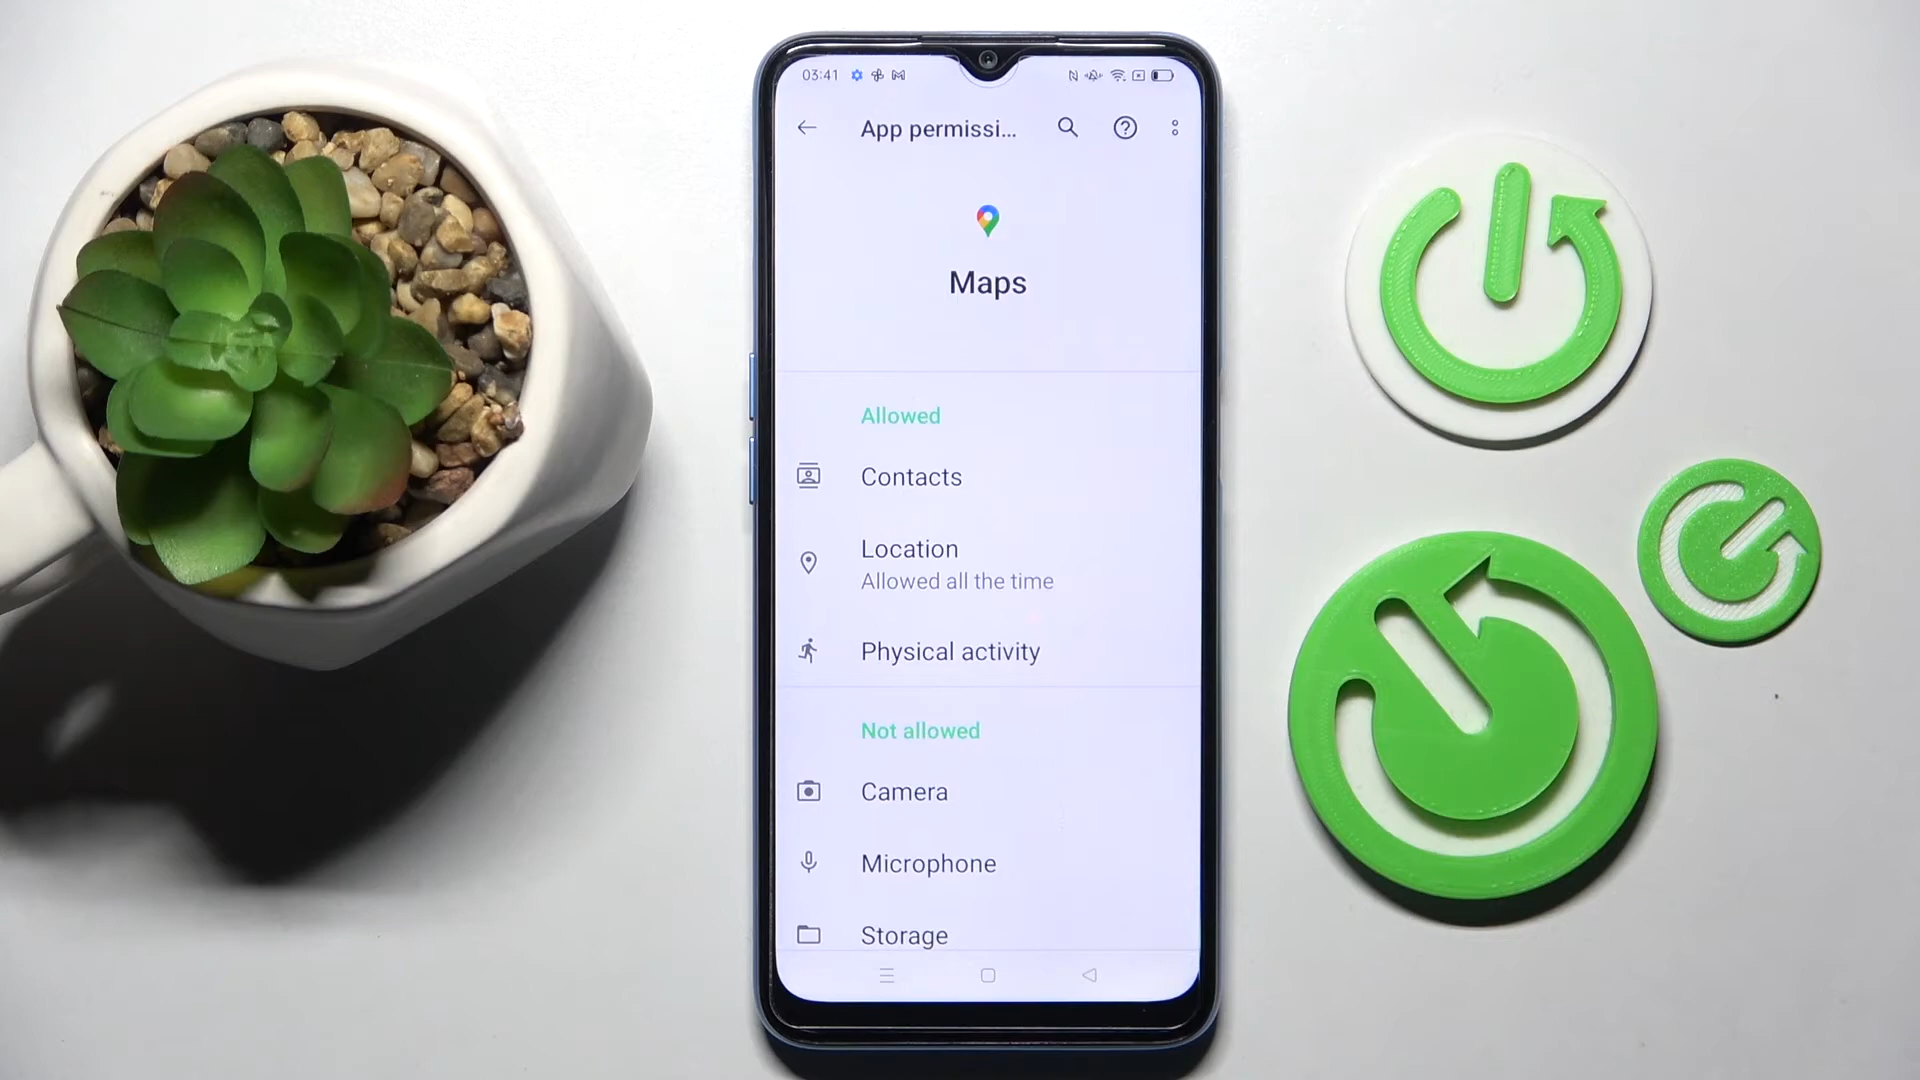 03:41
App permissi...
Maps
Allowed
Contacts
Location
Allowed all the time
Physical activity
Not allowed
Camera
Microphone
Storage